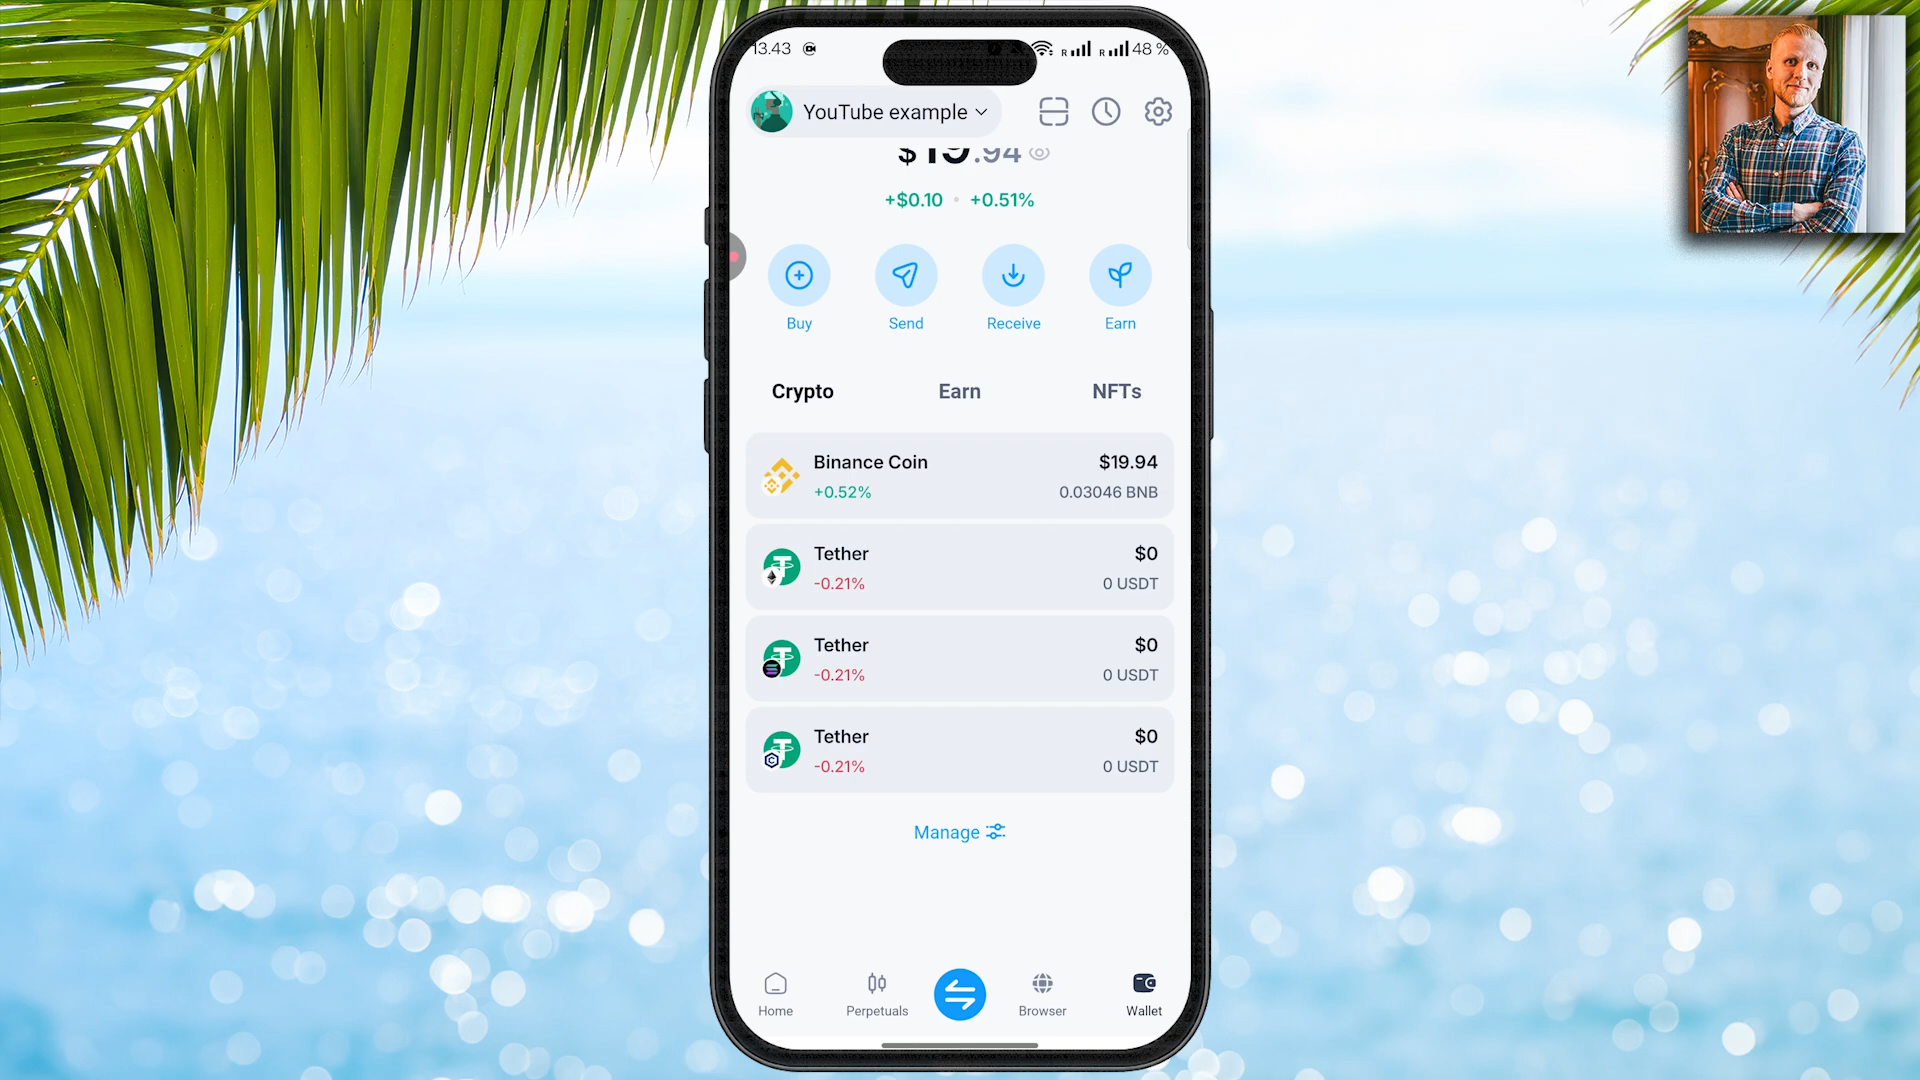 13.43
R R 48 %
YouTube example
$19.94
+$0.10 • +0.51%
Buy Send Receive Earn
Crypto Earn NFTs
Binance Coin $19.94
+0.52% 0.03046 BNB
Tether $0
-0.21% 0 USDT
Tether $0
-0.21% 0 USDT
Tether $0
-0.21% 0 USDT
Manage
Home Perpetuals Browser Wallet